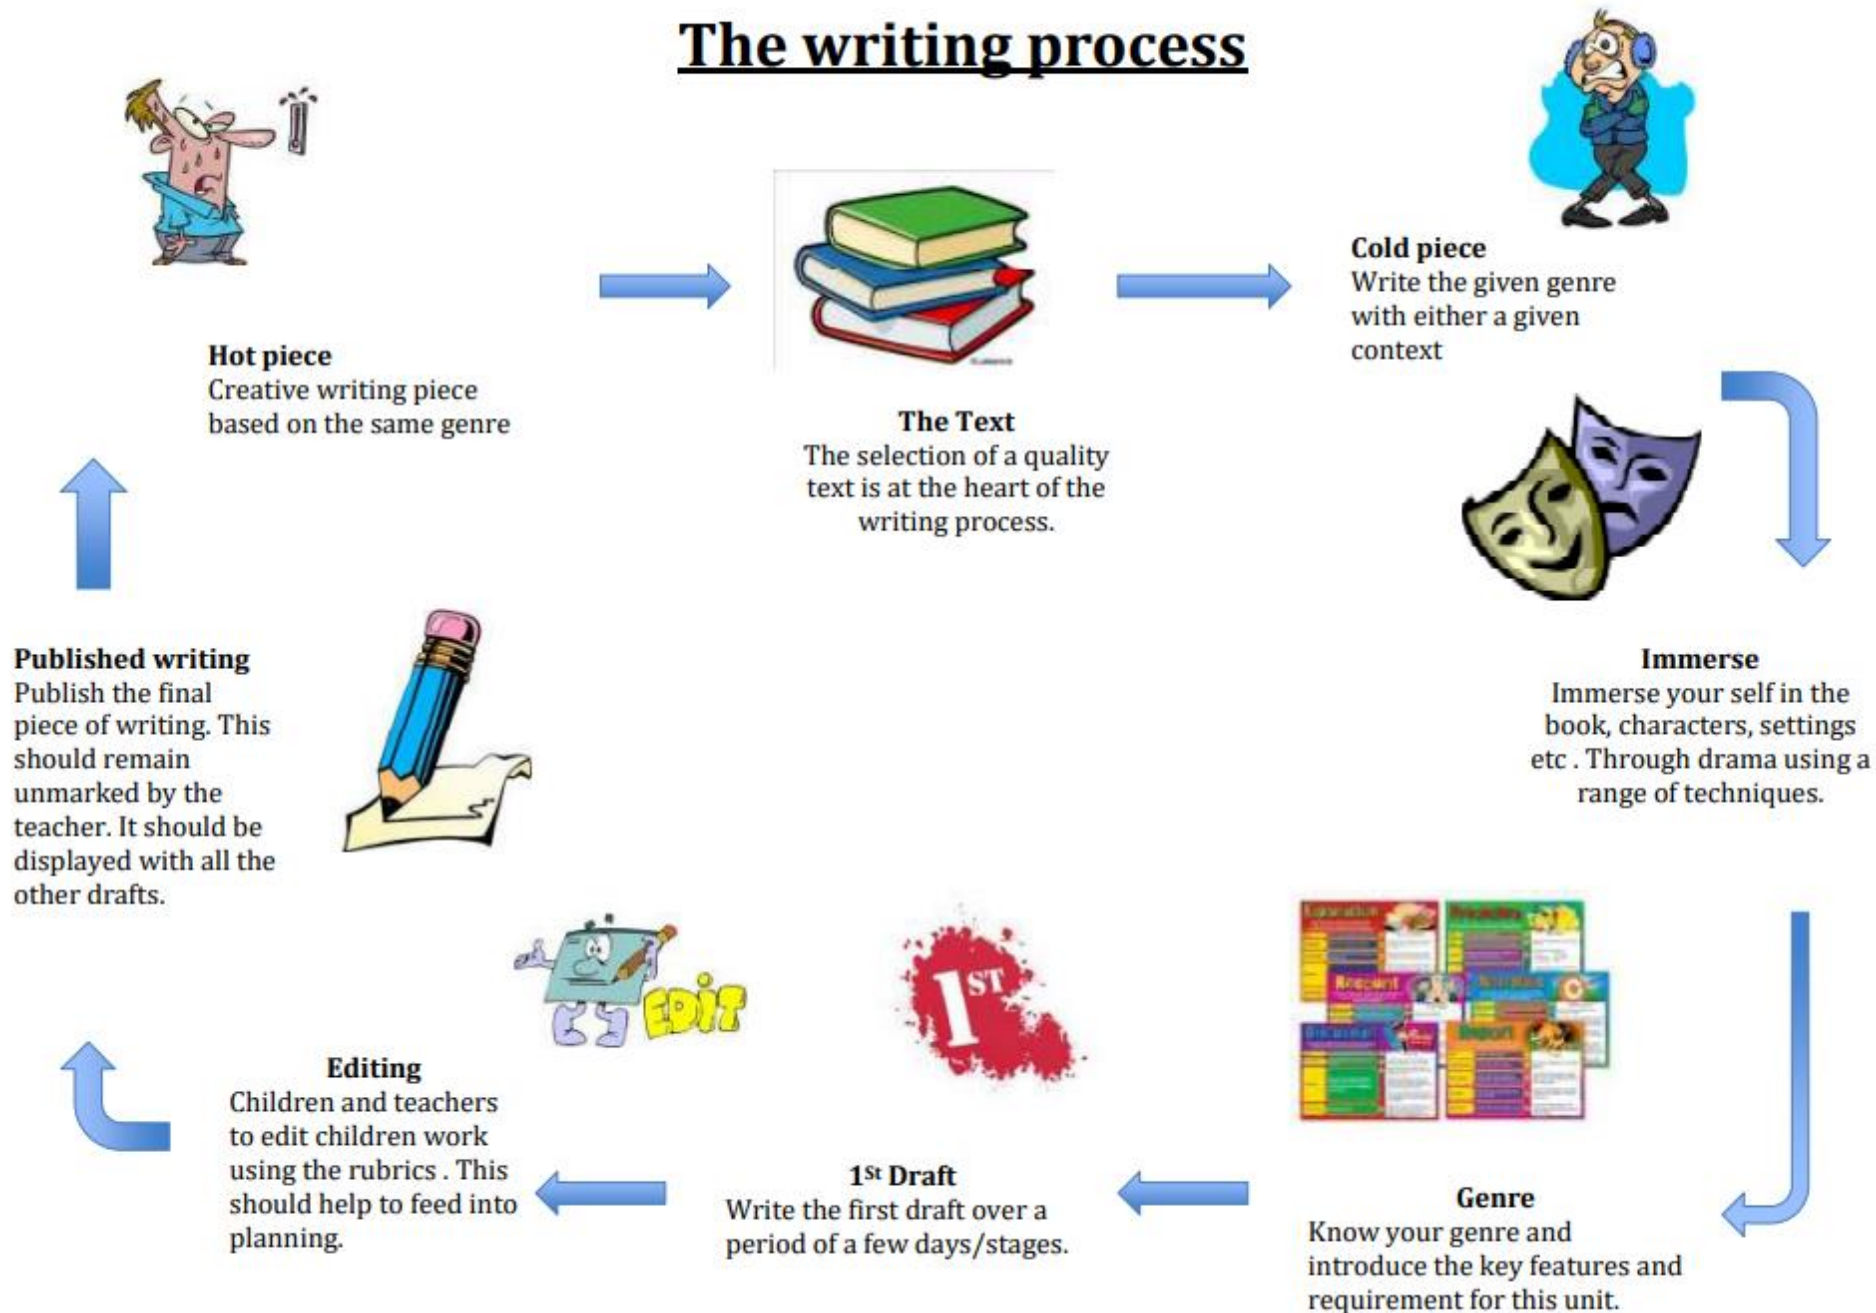 The writing process
Hot piece
Creative writing piece
based on the same genre
The Text
The selection of a quality
text is at the heart of the
writing process.
Cold piece
Write the given genre
with either a given
context
Immerse
Immerse your self in the
book, characters, settings
etc . Through drama using a
range of techniques.
Genre
Know your genre and
introduce the key features and
requirement for this unit.
1ST
1St Draft
Write the first draft over a
period of a few days/stages.
EDIT
Editing
Children and teachers
to edit children work
using the rubrics . This
should help to feed into
planning.
Published writing
Publish the final
piece of writing. This
should remain
unmarked by the
teacher. It should be
displayed with all the
other drafts.